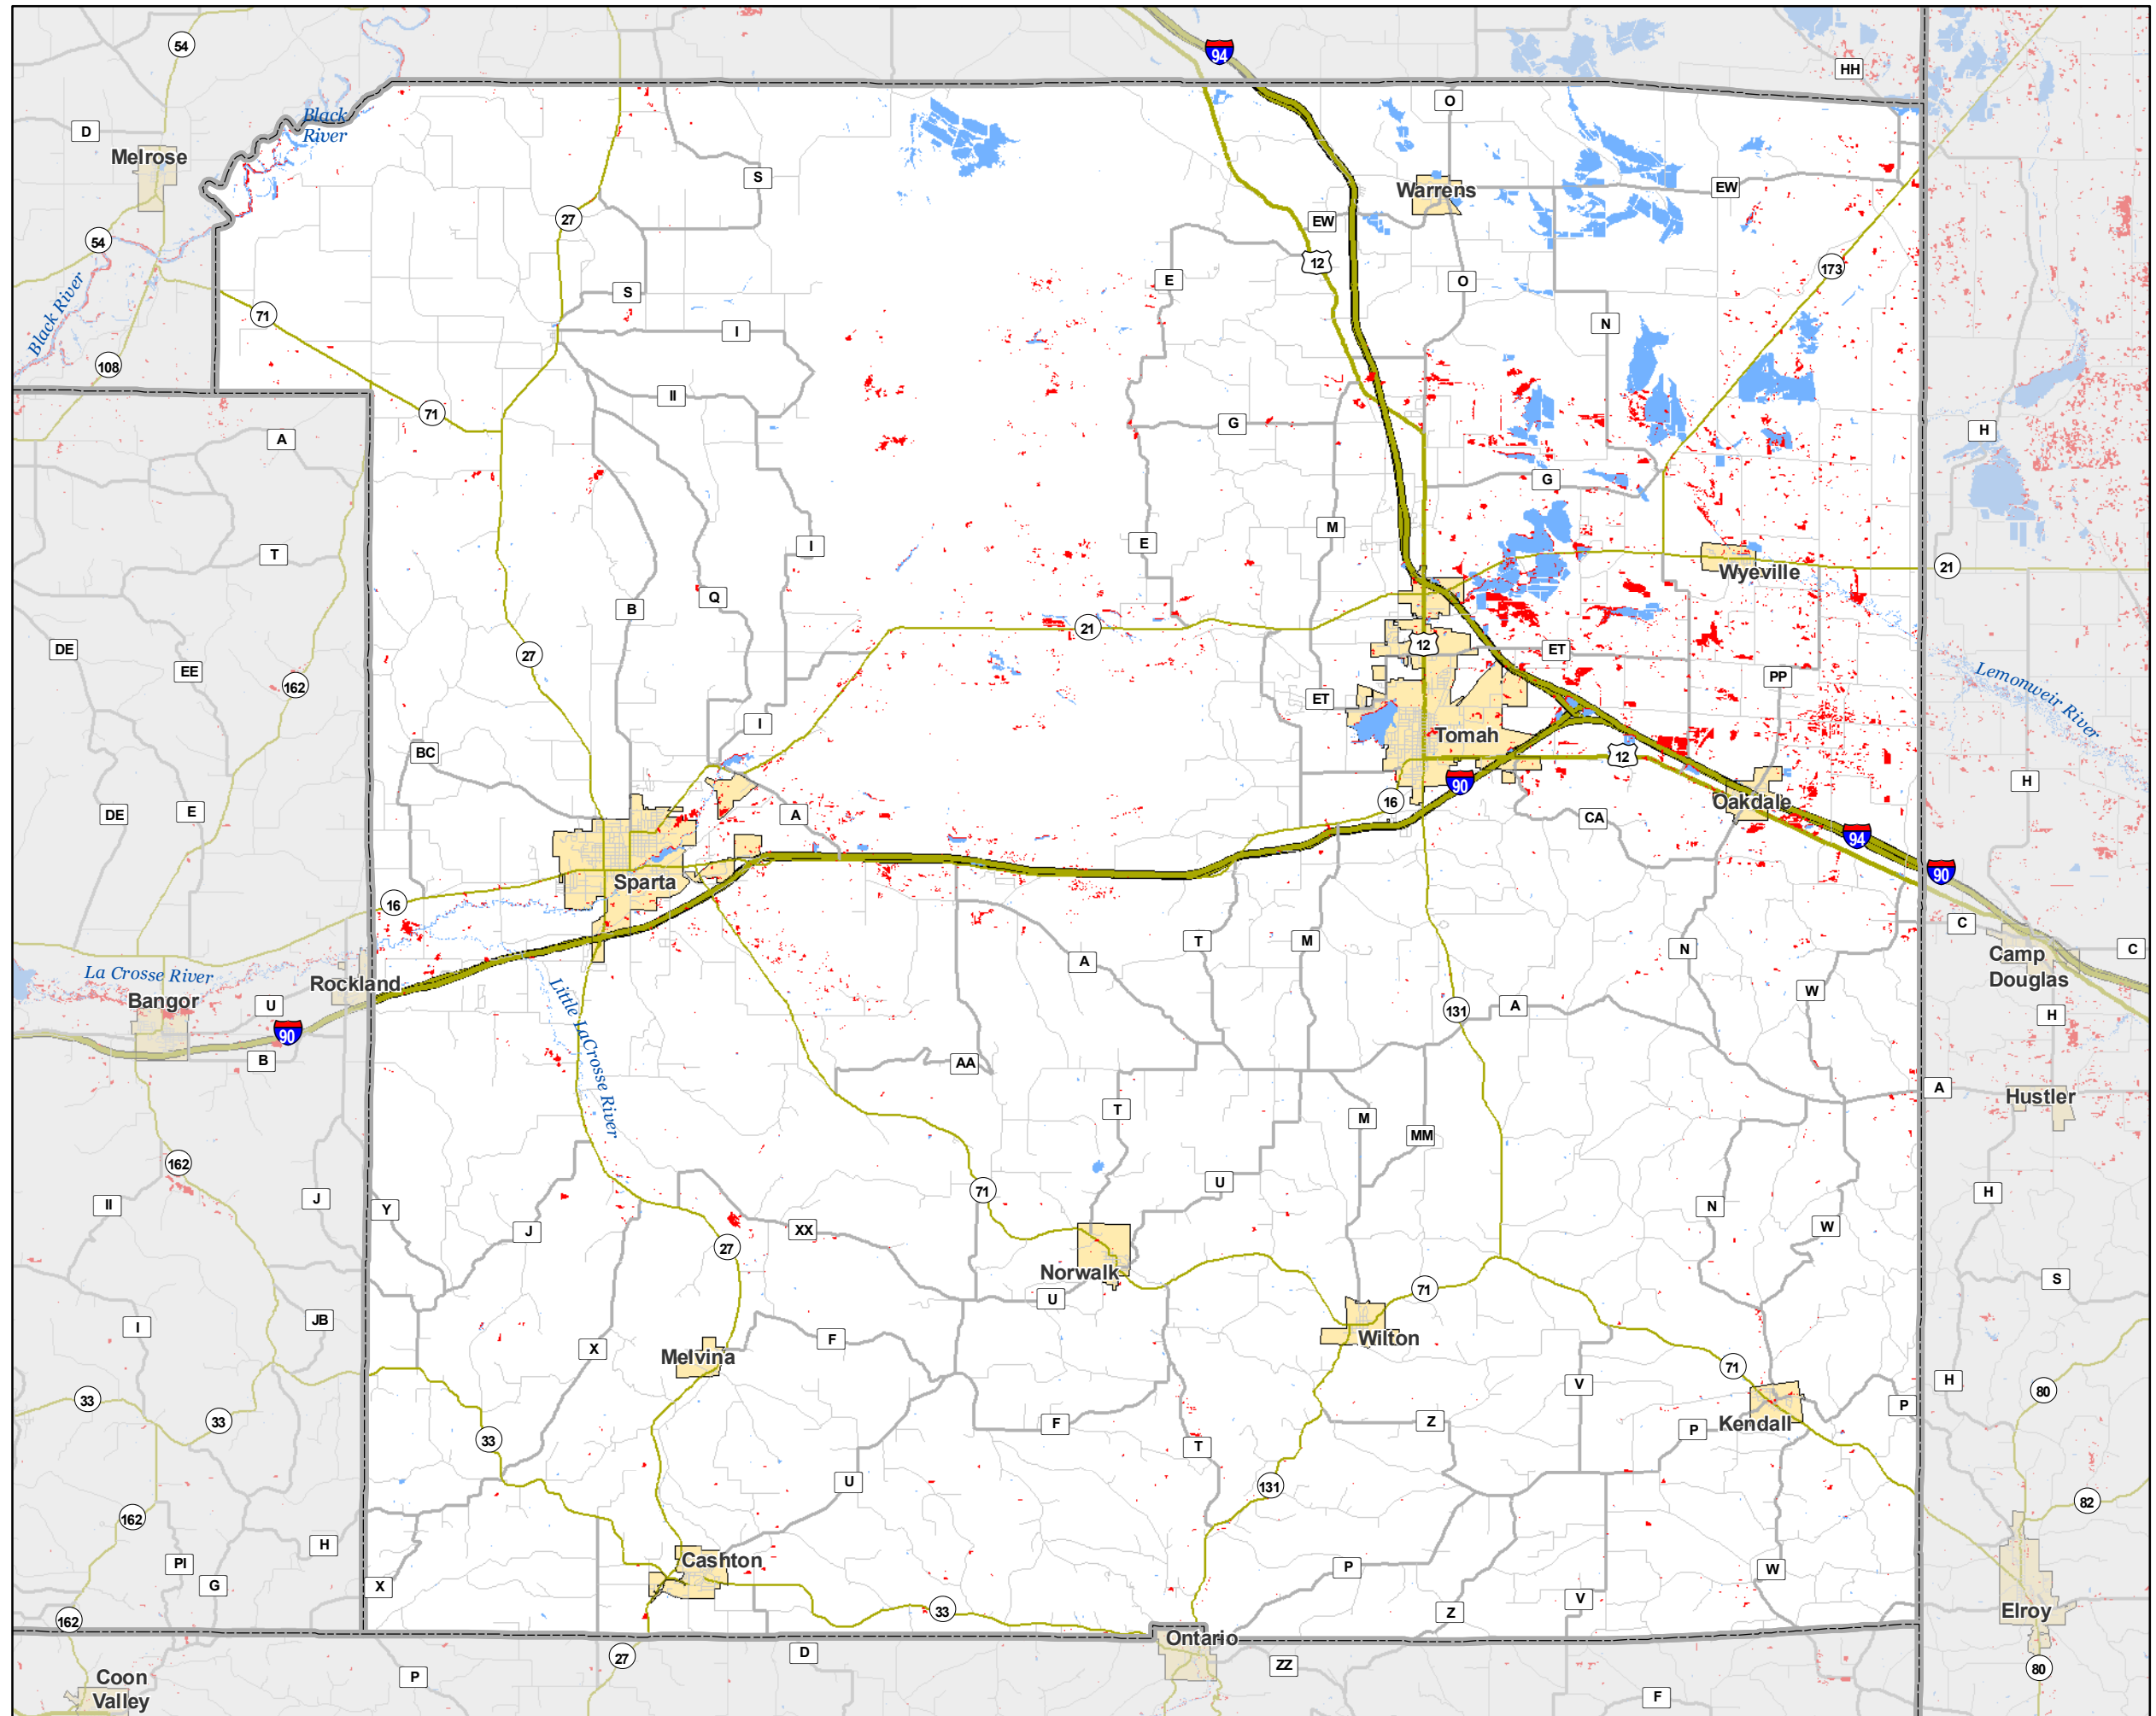 54
94
HH
O
D
Black
River
Melrose
S
Warrens
EW
27
EW
54
12
173
E
O
S
Black River
71
I
N
108
II
71
G
H
A
G
M
E
I
T
21
Wyeville
Q
B
21
DE
12
ET
27
EE
162
PP
Lemonweir River
ET
I
Tomah
BC
12
90
H
16
Oakdale
DE
E
A
CA
94
90
Sparta
16
C
T
M
N
C
A
Camp
Douglas
La Crosse River
Rockland
W
Bangor
U
A
131
H
90
Little LaCrosse River
B
AA
A
Hustler
T
M
MM
162
U
71
H
J
II
Y
N
W
J
XX
27
Norwalk
S
71
U
JB
I
F
Wilton
X
Melvina
71
H
V
80
33
P
33
F
Z
Kendall
P
33
T
U
131
82
162
H
Cashton
PI
P
W
G
X
V
33
Elroy
Z
162
Ontario
D
27
ZZ
80
Coon
Valley
P
F